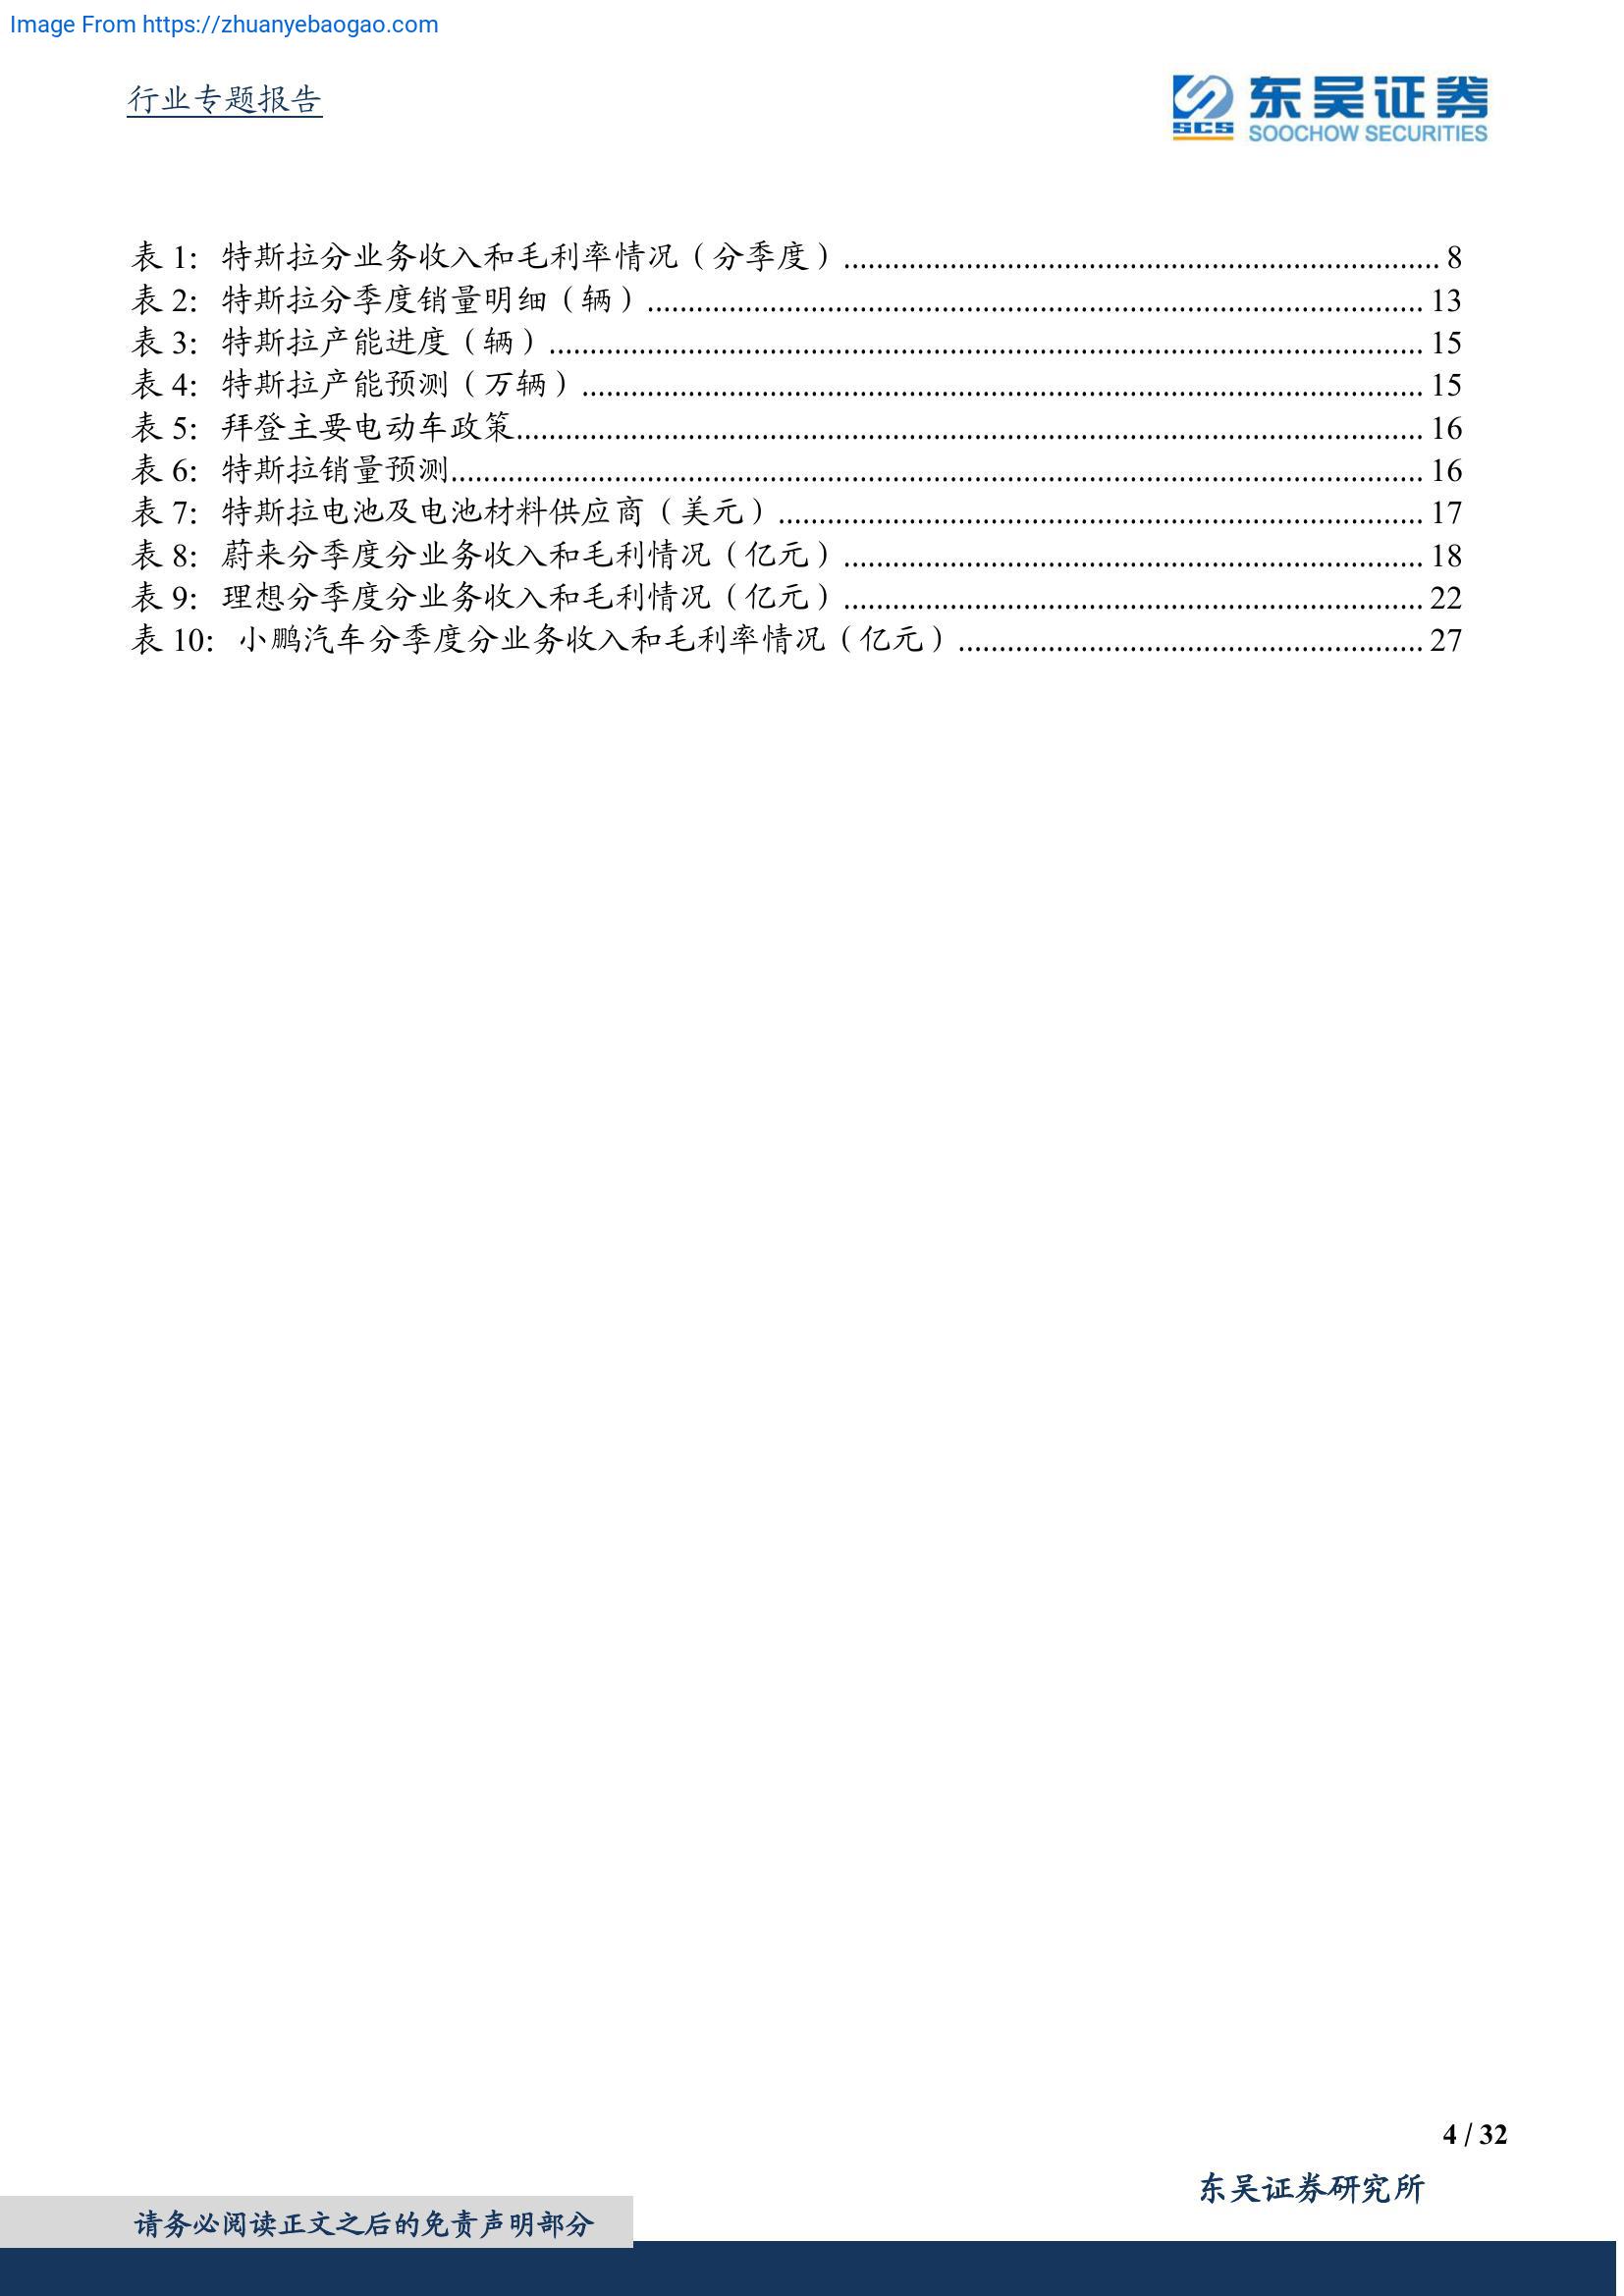 Image From https://zhuanyebaogao.com
行业专题报告
SCS
东吴证券
SOOCHOW SECURITIES
表 1: 特斯拉分业务收入和毛利率情况（分季度）........ 8
表 2: 特斯拉分季度销量明细（辆）........ 13
表 3: 特斯拉产能进度（辆）........ 15
表 4: 特斯拉产能预测（万辆）........ 15
表 5: 拜登主要电动车政策........ 16
表 6: 特斯拉销量预测........ 16
表 7: 特斯拉电池及电池材料供应商（美元）........ 17
表 8: 蔚来分季度分业务收入和毛利情况（亿元）........ 18
表 9: 理想分季度分业务收入和毛利情况（亿元）........ 22
表 10: 小鹏汽车分季度分业务收入和毛利率情况（亿元）........ 27
4 / 32
东吴证券研究所
请务必阅读正文之后的免责声明部分